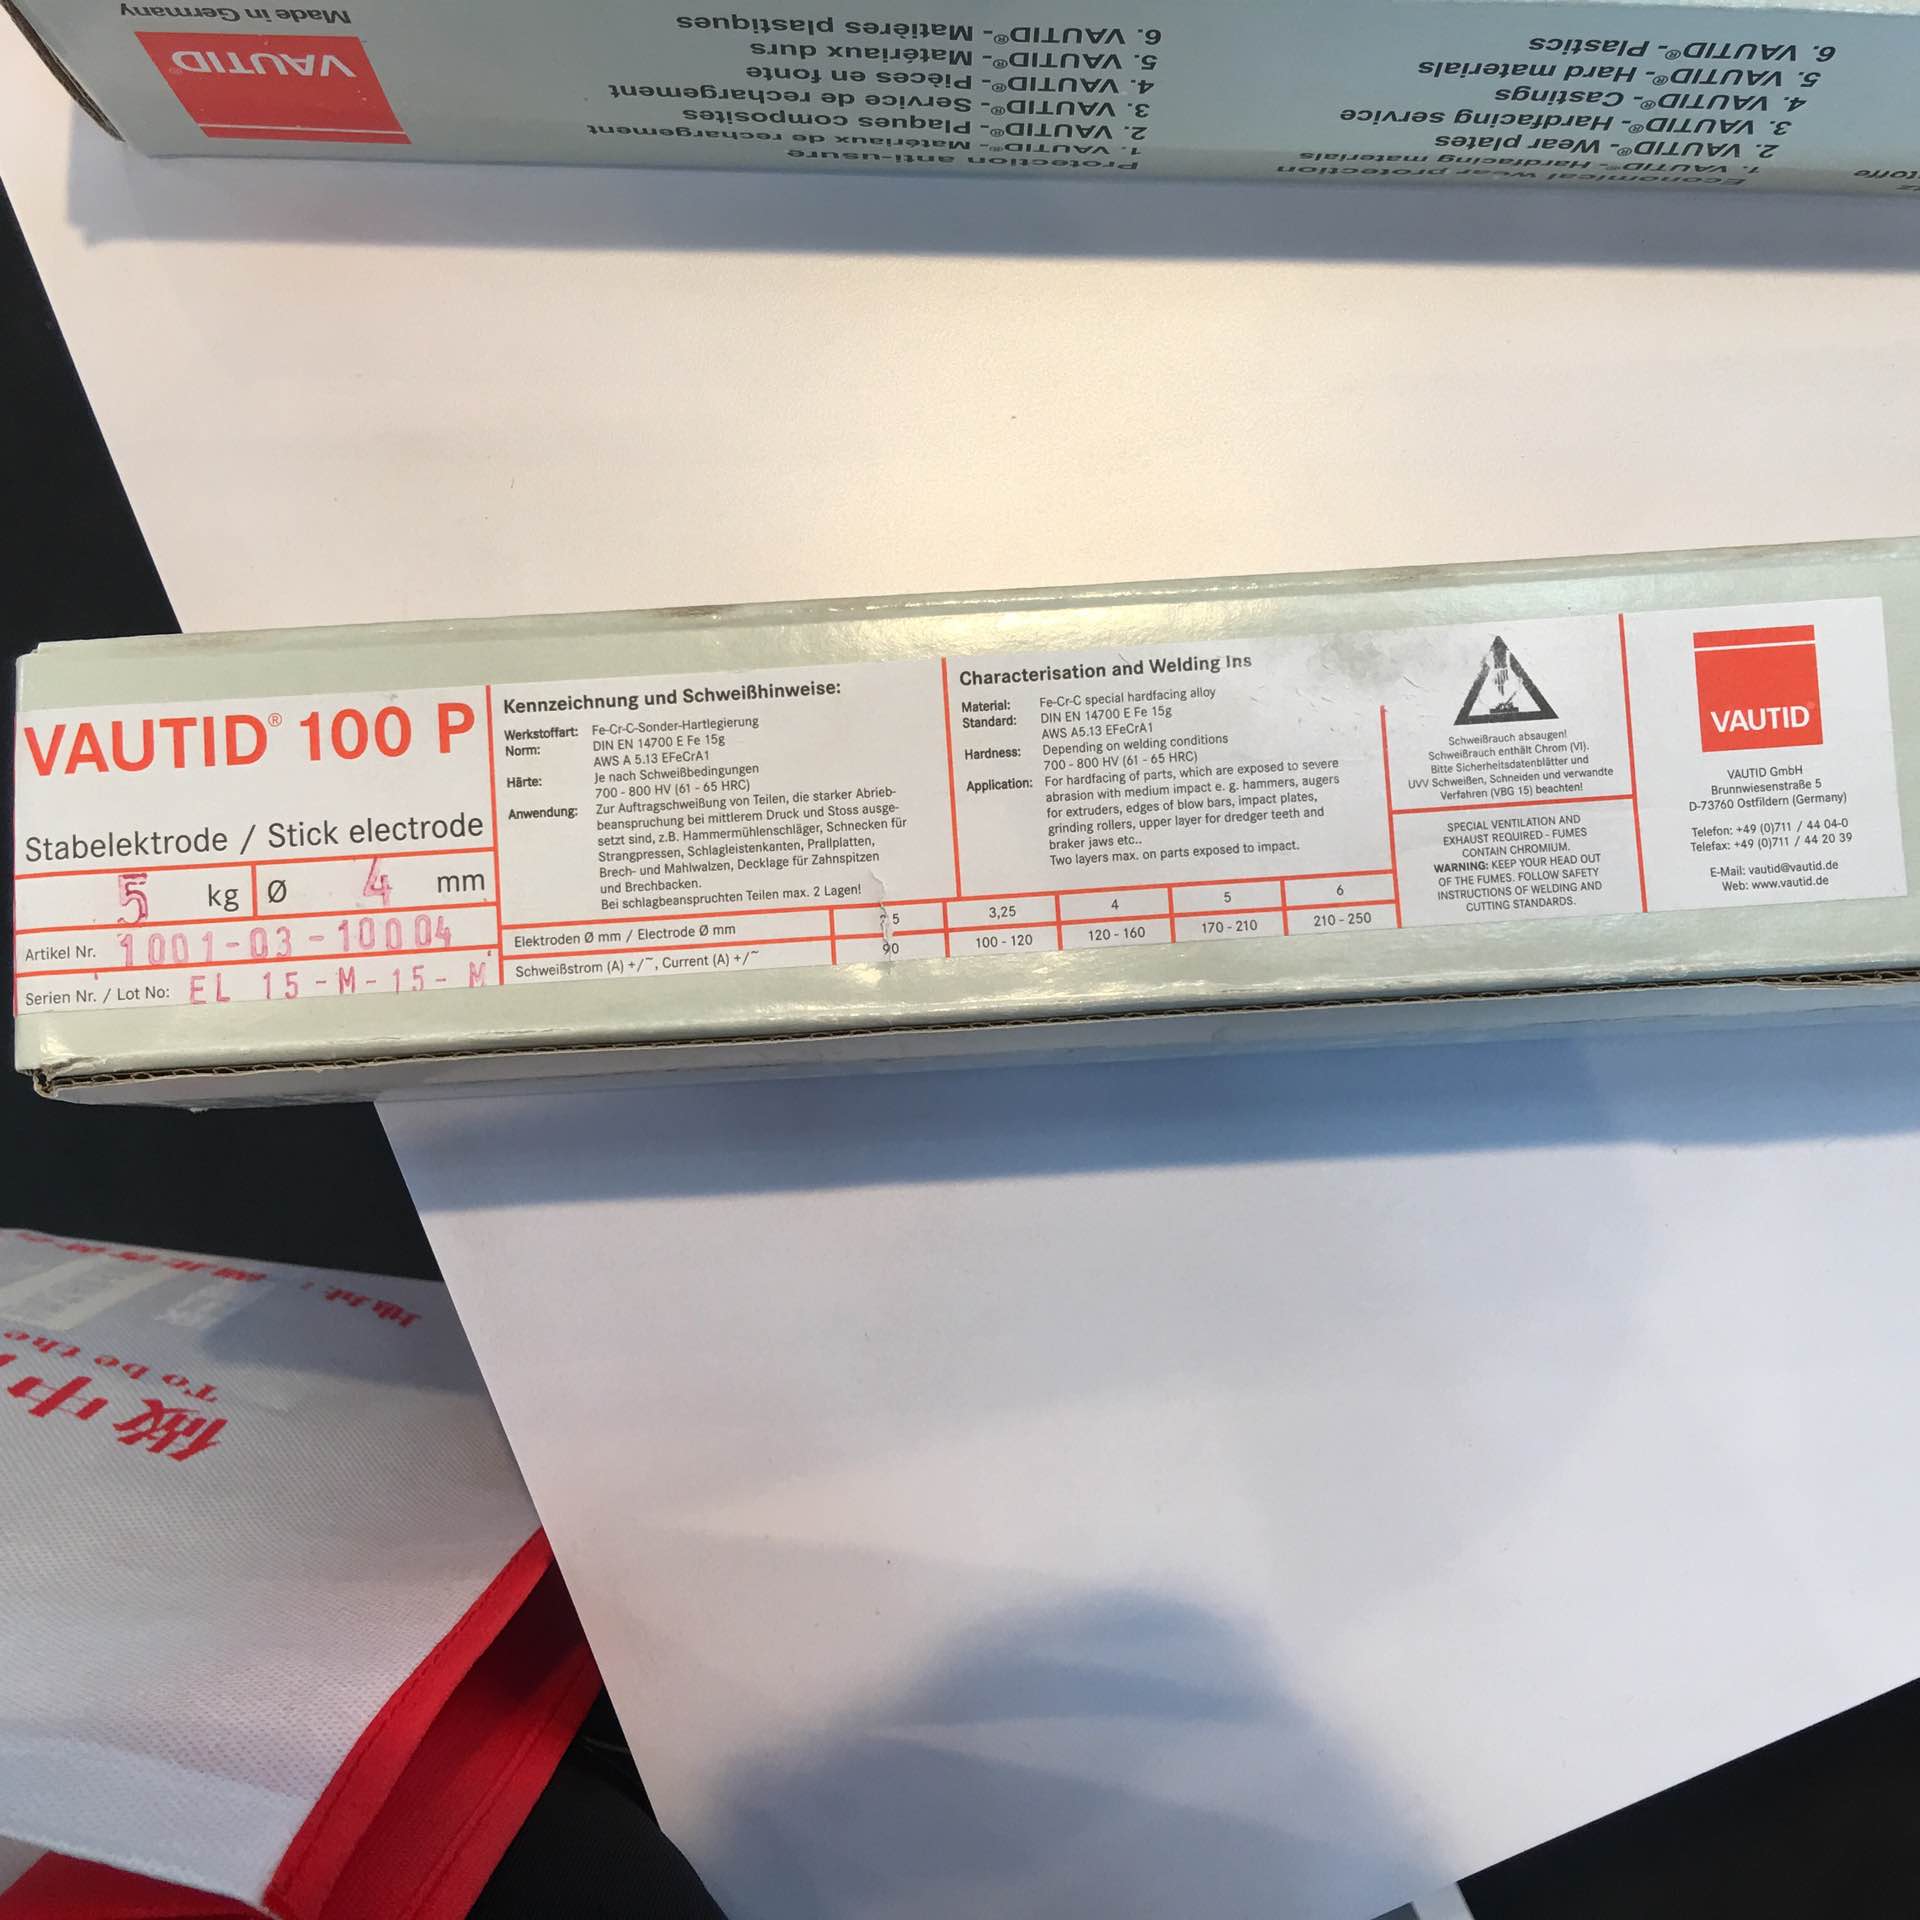 Made in Germany
VAUTID®
Protection anti-usure
1. VAUTID® - Matériaux de rechargement
2. VAUTID® - Plaques composites
3. VAUTID® - Service de rechargement
4. VAUTID® - Pièces en fonte
5. VAUTID® - Matériaux durs
6. VAUTID® - Matières plastiques
Economical wear protection
1. VAUTID® - Hardfacing materials
2. VAUTID® - Wear plates
3. VAUTID® - Hardfacing service
4. VAUTID® - Castings
5. VAUTID® - Hard materials
6. VAUTID® - Plastics
VAUTID® 100 P
Stabelektrode / Stick electrode
5 kg Ø 4 mm
Artikel Nr. 1001-03-10004
Serien Nr. / Lot No: EL 15-M-15-M
Kennzeichnung und Schweißhinweise:
Werkstoffart: Fe-Cr-C-Sonder-Hartlegierung
Norm: DIN EN 14700 E Fe 15g
AWS A 5.13 EFeCrA1
Härte: Je nach Schweißbedingungen
700 - 800 HV (61 - 65 HRC)
Anwendung: Zur Auftragschweißung von Teilen, die starker Abrieb-
beanspruchung bei mittlerem Druck und Stoss ausge-
setzt sind, z.B. Hammermühlenschläger, Schnecken für
Strangpressen, Schlagleistenkanten, Prallplatten,
Brech- und Mahlwalzen, Decklage für Zahnspitzen
und Brechbacken.
Bei schlagbeanspruchten Teilen max. 2 Lagen!
Characterisation and Welding Ins
Material: Fe-Cr-C special hardfacing alloy
Standard: DIN EN 14700 E Fe 15g
AWS A5.13 EFeCrA1
Hardness: Depending on welding conditions
700 - 800 HV (61 - 65 HRC)
Application: For hardfacing of parts, which are exposed to severe
abrasion with medium impact e. g. hammers, augers
for extruders, edges of blow bars, impact plates,
grinding rollers, upper layer for dredger teeth and
braker jaws etc..
Two layers max. on parts exposed to impact.
Elektroden Ø mm / Electrode Ø mm 5 3,25 4 5 6
Schweißstrom (A) +/~, Current (A) +/~ 90 100 - 120 120 - 160 170 - 210 210 - 250
Schweißrauch absaugen!
Schweißrauch enthält Chrom (VI).
Bitte Sicherheitsdatenblätter und
UVV Schweißen, Schneiden und verwandte
Verfahren (VBG 15) beachten!
SPECIAL VENTILATION AND
EXHAUST REQUIRED - FUMES
CONTAIN CHROMIUM.
WARNING: KEEP YOUR HEAD OUT
OF THE FUMES. FOLLOW SAFETY
INSTRUCTIONS OF WELDING AND
CUTTING STANDARDS.
VAUTID®
VAUTID GmbH
Brunnwiesenstraße 5
D-73760 Ostfildern (Germany)
Telefon: +49 (0)711 / 44 04-0
Telefax: +49 (0)711 / 44 20 39
E-Mail: vautid@vautid.de
Web: www.vautid.de
做中
To be the